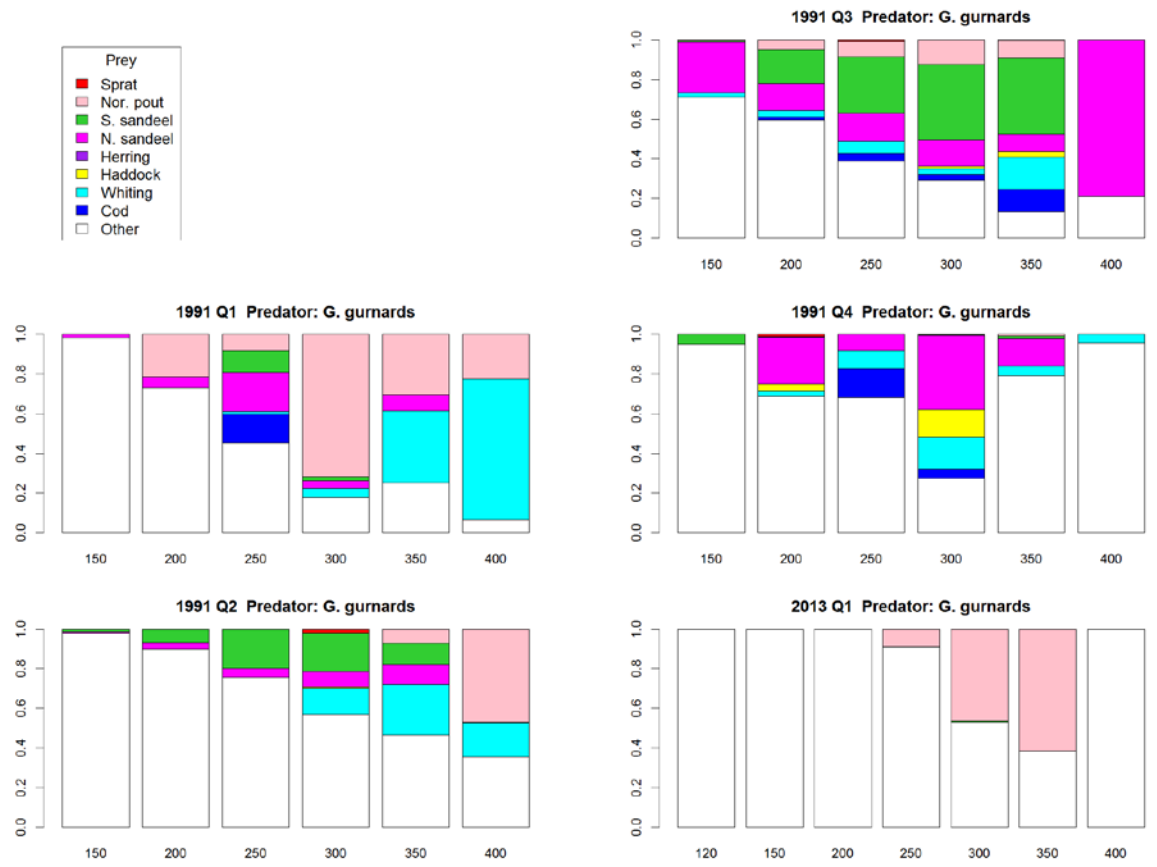 Prey
Sprat
Nor. pout
S. sandeel
N. sandeel
Herring
Haddock
Whiting
Cod
Other
1991 Q3 Predator: G. gurnards
1.0
0.8
0.6
0.4
0.2
0.0
150 200 250 300 350 400
1991 Q1 Predator: G. gurnards
1.0
0.8
0.6
0.4
0.2
0.0
150 200 250 300 350 400
1991 Q4 Predator: G. gurnards
1.0
0.8
0.6
0.4
0.2
0.0
150 200 250 300 350 400
1991 Q2 Predator: G. gurnards
1.0
0.8
0.6
0.4
0.2
0.0
150 200 250 300 350 400
2013 Q1 Predator: G. gurnards
1.0
0.8
0.6
0.4
0.2
0.0
120 150 200 250 300 350 400